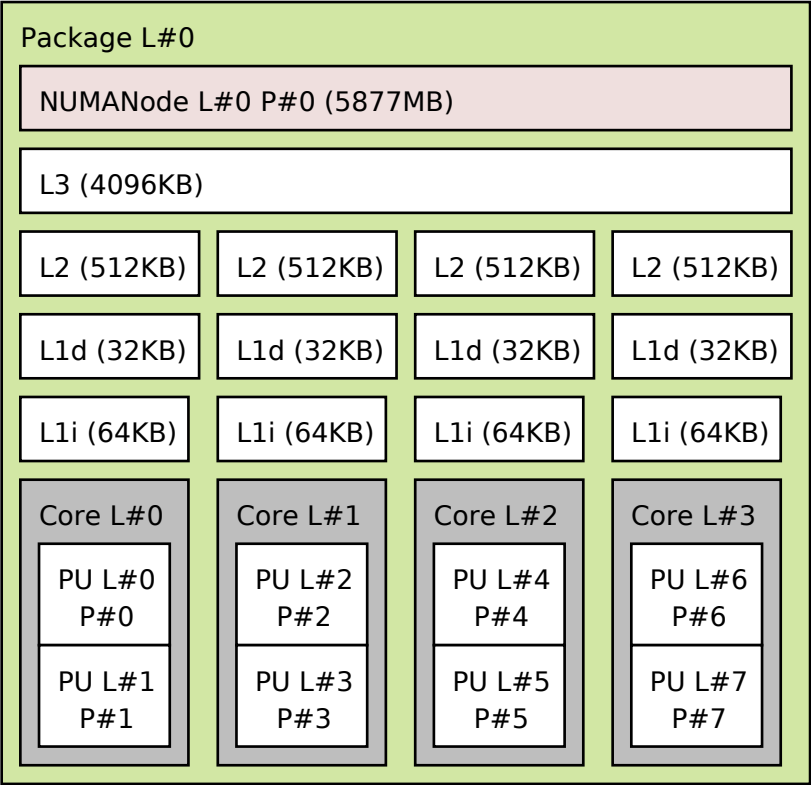 Package L#0
NUMANode L#0 P#0 (5877MB)
L3 (4096KB)
L2 (512KB) L2 (512KB) L2 (512KB) L2 (512KB)
L1d (32KB) L1d (32KB) L1d (32KB) L1d (32KB)
L1i (64KB) L1i (64KB) L1i (64KB) L1i (64KB)
Core L#0 Core L#1 Core L#2 Core L#3
PU L#0 PU L#2 PU L#4 PU L#6
P#0 P#2 P#4 P#6
PU L#1 PU L#3 PU L#5 PU L#7
P#1 P#3 P#5 P#7